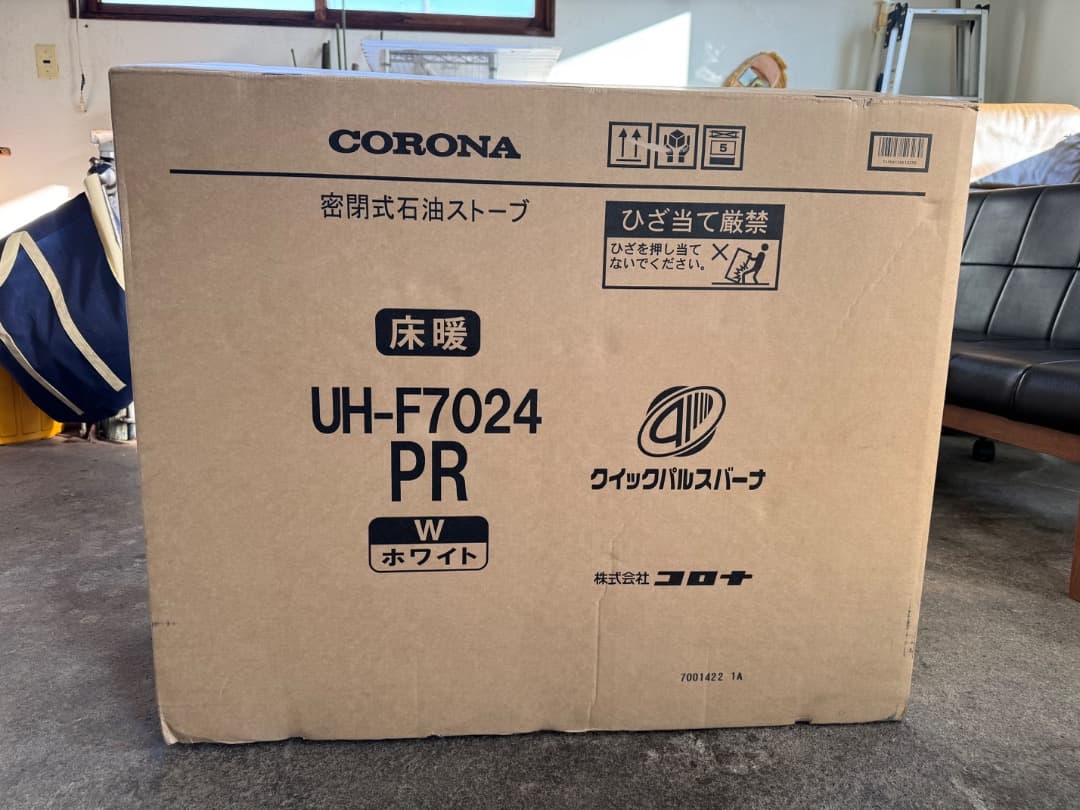 CORONA
5
密閉式石油ストーブ
ひざ当て厳禁
ひざを押し当て
ないでください。
床暖
UH-F7024
PR
W
ホワイト
クイックパルスバーナ
株式会社 コロナ
7001422 1A